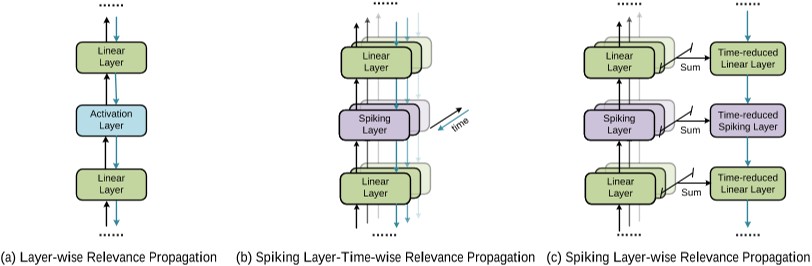 ......
Linear
Layer
Activation
Layer
Linear
Layer
......
(a) Layer-wise Relevance Propagation
......
Linear
Layer
Spiking
Layer
time
Linear
Layer
......
(b) Spiking Layer-Time-wise Relevance Propagation
......
Linear
Layer
Sum
Time-reduced
Linear Layer
Spiking
Layer
Sum
Time-reduced
Spiking Layer
Linear
Layer
Sum
Time-reduced
Linear Layer
......
......
(c) Spiking Layer-wise Relevance Propagation